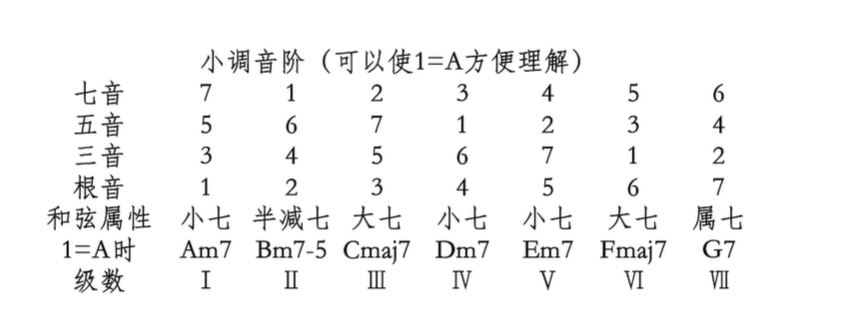 小调音阶（可以使1=A方便理解）
七音 7 1 2 3 4 5 6
五音 5 6 7 1 2 3 4
三音 3 4 5 6 7 1 2
根音 1 2 3 4 5 6 7
和弦属性 小七 半减七 大七 小七 小七 大七 属七
1=A时 Am7 Bm7-5 Cmaj7 Dm7 Em7 Fmaj7 G7
级数 Ⅰ Ⅱ Ⅲ Ⅳ Ⅴ Ⅵ Ⅶ